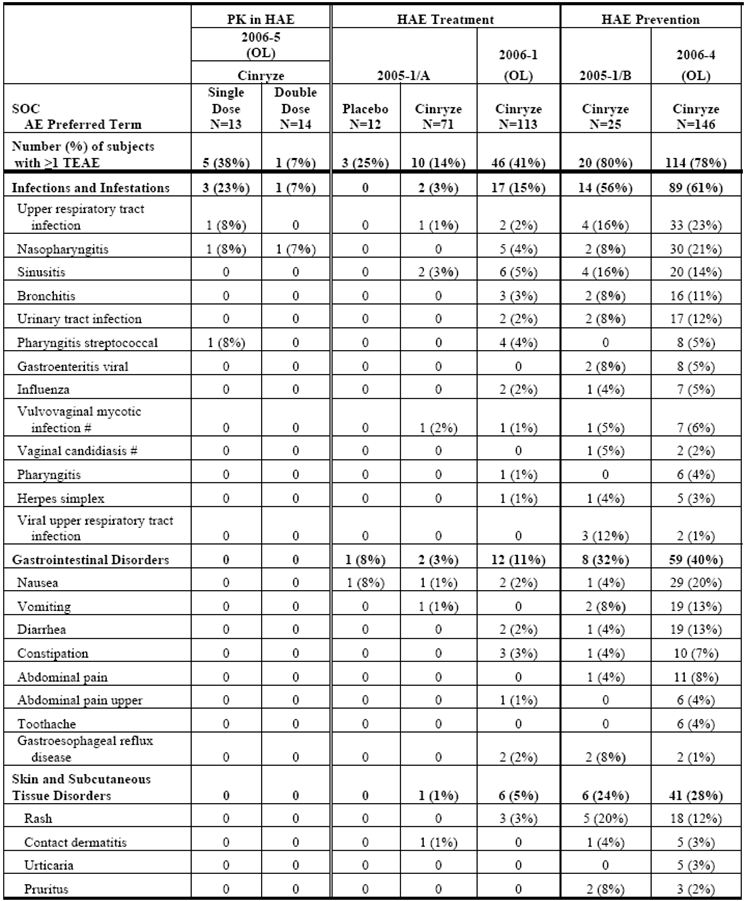 PK in HAE HAE Treatment HAE Prevention
2006-5
(OL) 2005-1/A 2006-1
(OL) 2005-1/B 2006-4
(OL)
Cinryze
SOC
AE Preferred Term Single
Dose
N=13 Double
Dose
N=14 Placebo
N=12 Cinryze
N=71 Cinryze
N=113 Cinryze
N=25 Cinryze
N=146
Number (%) of subjects
with ≥1 TEAE 5 (38%) 1 (7%) 3 (25%) 10 (14%) 46 (41%) 20 (80%) 114 (78%)
Infections and Infestations 3 (23%) 1 (7%) 0 2 (3%) 17 (15%) 14 (56%) 89 (61%)
Upper respiratory tract
infection 1 (8%) 0 0 1 (1%) 2 (2%) 4 (16%) 33 (23%)
Nasopharyngitis 1 (8%) 1 (7%) 0 0 5 (4%) 2 (8%) 30 (21%)
Sinusitis 0 0 0 2 (3%) 6 (5%) 4 (16%) 20 (14%)
Bronchitis 0 0 0 0 3 (3%) 2 (8%) 16 (11%)
Urinary tract infection 0 0 0 0 2 (2%) 2 (8%) 17 (12%)
Pharyngitis streptococcal 1 (8%) 0 0 0 4 (4%) 0 8 (5%)
Gastroenteritis viral 0 0 0 0 0 2 (8%) 8 (5%)
Influenza 0 0 0 0 2 (2%) 1 (4%) 7 (5%)
Vulvovaginal mycotic
infection # 0 0 0 1 (2%) 1 (1%) 1 (5%) 7 (6%)
Vaginal candidiasis # 0 0 0 0 0 1 (5%) 2 (2%)
Pharyngitis 0 0 0 0 1 (1%) 0 6 (4%)
Herpes simplex 0 0 0 0 1 (1%) 1 (4%) 5 (3%)
Viral upper respiratory tract
infection 0 0 0 0 0 3 (12%) 2 (1%)
Gastrointestinal Disorders 0 0 1 (8%) 2 (3%) 12 (11%) 8 (32%) 59 (40%)
Nausea 0 0 1 (8%) 1 (1%) 2 (2%) 1 (4%) 29 (20%)
Vomiting 0 0 0 1 (1%) 0 2 (8%) 19 (13%)
Diarrhea 0 0 0 0 2 (2%) 1 (4%) 19 (13%)
Constipation 0 0 0 0 3 (3%) 1 (4%) 10 (7%)
Abdominal pain 0 0 0 0 0 1 (4%) 11 (8%)
Abdominal pain upper 0 0 0 0 1 (1%) 0 6 (4%)
Toothache 0 0 0 0 0 0 6 (4%)
Gastroesophageal reflux
disease 0 0 0 0 2 (2%) 2 (8%) 2 (1%)
Skin and Subcutaneous
Tissue Disorders 0 0 0 1 (1%) 6 (5%) 6 (24%) 41 (28%)
Rash 0 0 0 0 3 (3%) 5 (20%) 18 (12%)
Contact dermatitis 0 0 0 1 (1%) 0 1 (4%) 5 (3%)
Urticaria 0 0 0 0 0 0 5 (3%)
Pruritus 0 0 0 0 0 2 (8%) 3 (2%)